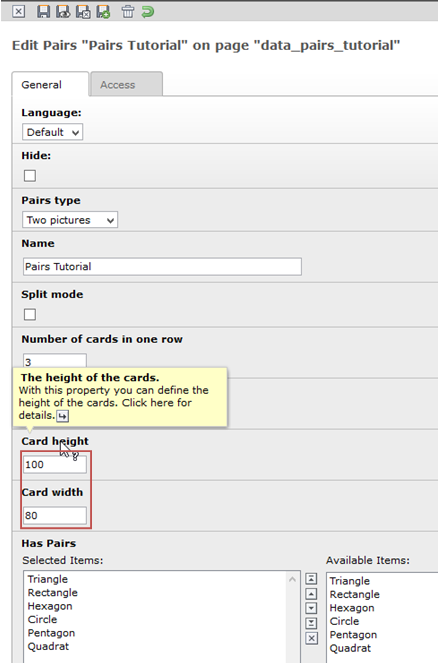 Edit Pairs "Pairs Tutorial" on page "data_pairs_tutorial"
General
Access
Language:
Default
Hide:
Pairs type
Two pictures
Name
Pairs Tutorial
Split mode
Number of cards in one row
3
The height of the cards.
With this property you can define the
height of the cards. Click here for
details.
Card height
100
Card width
80
Has Pairs
Selected Items:
Available Items:
Triangle
Rectangle
Hexagon
Circle
Pentagon
Quadrat
Triangle
Rectangle
Hexagon
Circle
Pentagon
Quadrat